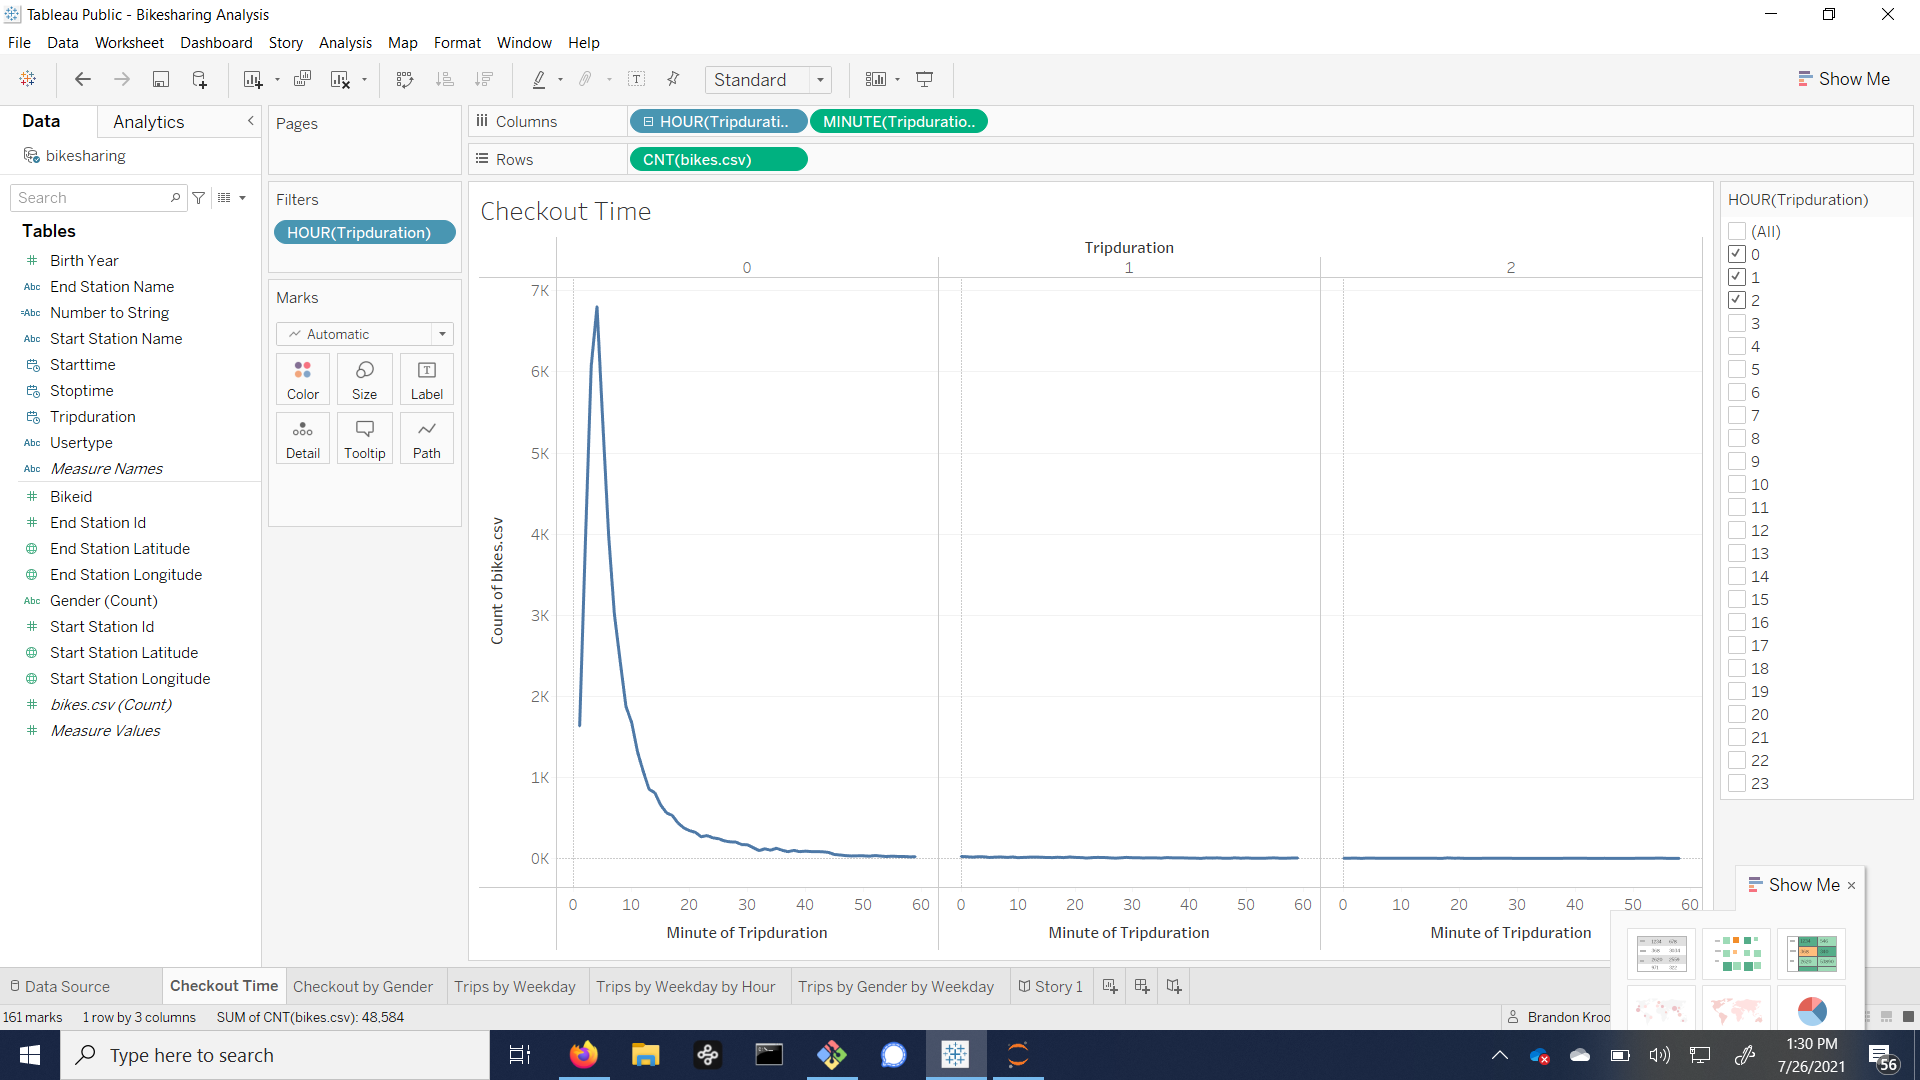 Tableau Public - Bikesharing Analysis
File Data Worksheet Dashboard Story Analysis Map Format Window Help
Standard
Show Me
Data Analytics
bikesharing
Search
Tables
Birth Year
Abc End Station Name
=Abc Number to String
Abc Start Station Name
Starttime
Stoptime
Tripduration
Abc Usertype
Abc Measure Names
Bikeid
End Station Id
End Station Latitude
End Station Longitude
Abc Gender (Count)
Start Station Id
Start Station Latitude
Start Station Longitude
bikes.csv (Count)
Measure Values
Pages
Filters
HOUR(Tripduration)
Marks
Automatic
Color Size Label
Detail Tooltip Path
Columns HOUR(Tripdurati.. MINUTE(Tripduratio..
Rows CNT(bikes.csv)
Checkout Time
Tripduration
0 1 2
7K
6K
5K
4K
3K
2K
1K
0K
Count of bikes.csv
0 10 20 30 40 50 60 0 10 20 30 40 50 60 0 10 20 30 40 50 60
Minute of Tripduration Minute of Tripduration Minute of Tripduration
HOUR(Tripduration)
(All)
0
1
2
3
4
5
6
7
8
9
10
11
12
13
14
15
16
17
18
19
20
21
22
23
Show Me
Data Source Checkout Time Checkout by Gender Trips by Weekday Trips by Weekday by Hour Trips by Gender by Weekday Story 1
161 marks 1 row by 3 columns SUM of CNT(bikes.csv): 48,584
Brandon Kroo
Type here to search
1:30 PM
7/26/2021
56